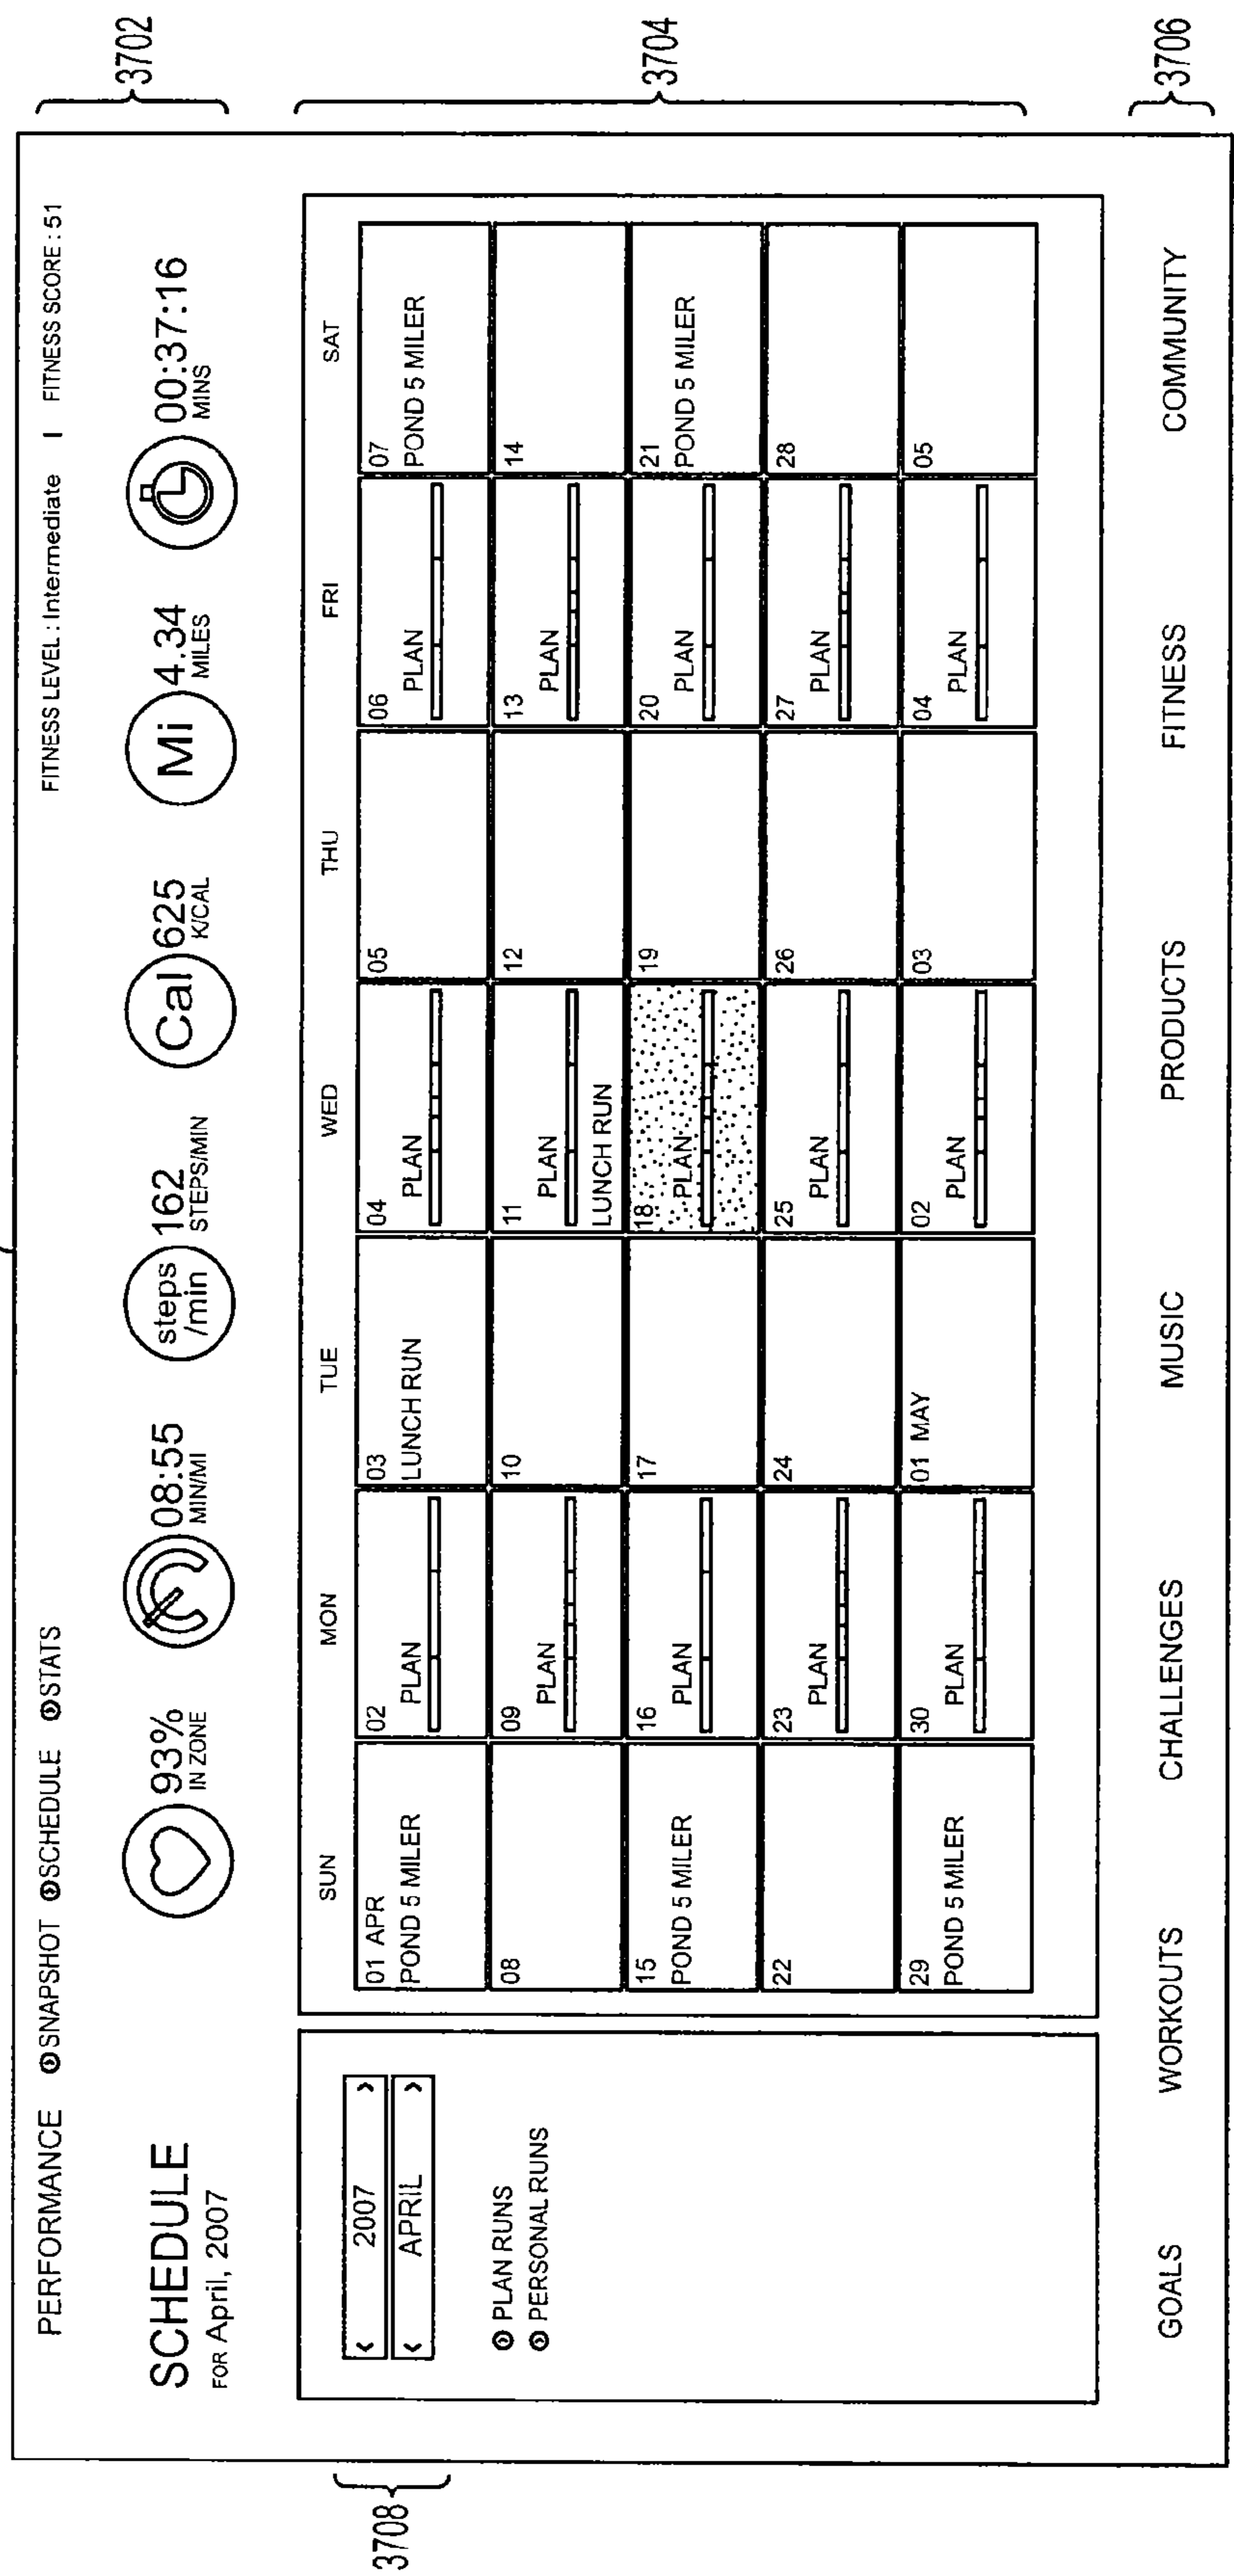 3702
PERFORMANCE SNAPSHOT SCHEDULE STATS FITNESS LEVEL : Intermediate | FITNESS SCORE : 51
SCHEDULE
FOR April, 2007
93%
IN ZONE
08:55
MIN/MI
steps
/min
162
STEPS/MIN
Cal
625
K/CAL
Mi
4.34
MILES
00:37:16
MINS
3708
< 2007 >
< APRIL >
PLAN RUNS
PERSONAL RUNS
3704
SUN MON TUE WED THU FRI SAT
01 APR
POND 5 MILER
02
PLAN
03
LUNCH RUN
04
PLAN
05
06
PLAN
07
POND 5 MILER
08
09
PLAN
10
11
PLAN
LUNCH RUN
12
13
PLAN
14
15
POND 5 MILER
16
PLAN
17
18
PLAN
19
20
PLAN
21
POND 5 MILER
22
23
PLAN
24
25
PLAN
26
27
PLAN
28
29
POND 5 MILER
30
PLAN
01 MAY
02
PLAN
03
04
PLAN
05
GOALS WORKOUTS CHALLENGES MUSIC PRODUCTS FITNESS COMMUNITY
3706